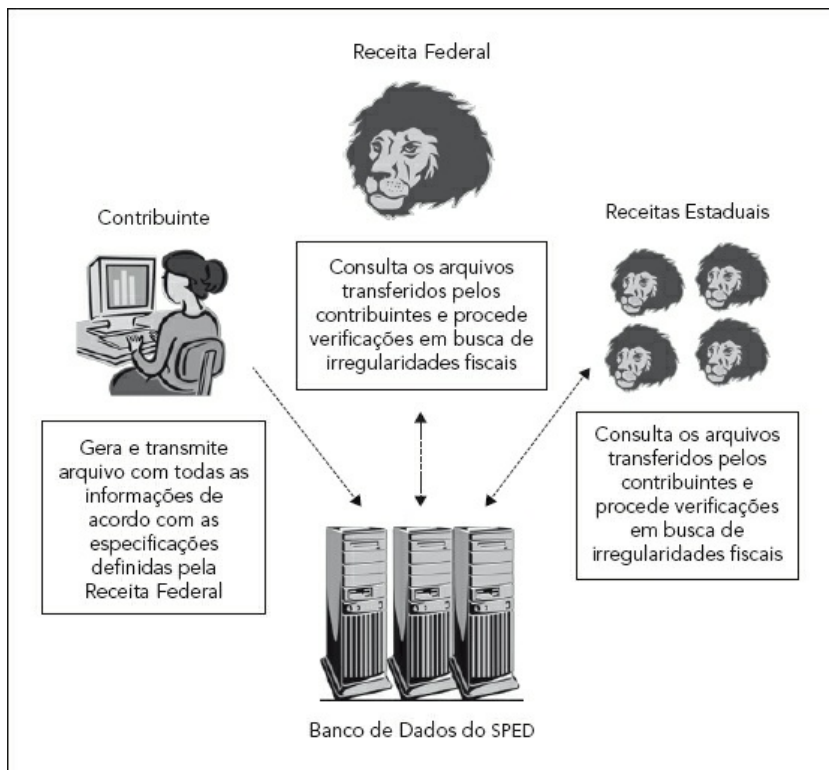 Receita Federal
Contribuinte
Receitas Estaduais
Consulta os arquivos
transferidos pelos
contribuintes e procede
verificações em busca de
irregularidades fiscais
Gera e transmite
arquivo com todas as
informações de
acordo com as
especificações
definidas pela
Receita Federal
Consulta os arquivos
transferidos pelos
contribuintes e
procede verificações
em busca de
irregularidades fiscais
Banco de Dados do SPED